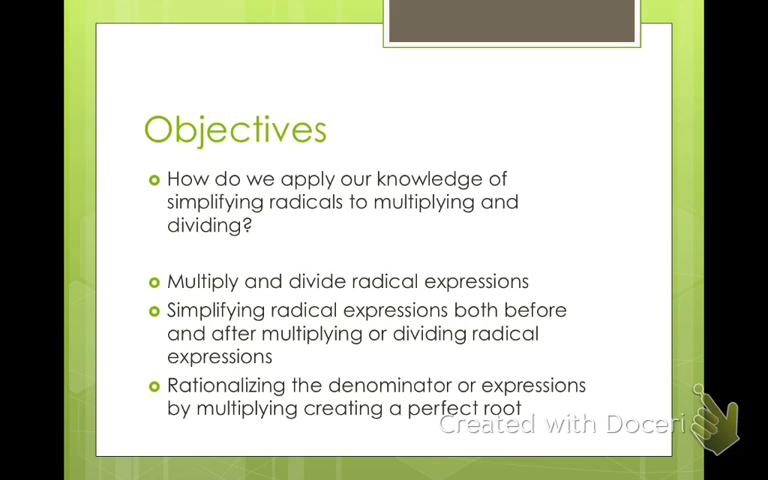 Objectives
How do we apply our knowledge of
simplifying radicals to multiplying and
dividing?
Multiply and divide radical expressions
Simplifying radical expressions both before
and after multiplying or dividing radical
expressions
Rationalizing the denominator or expressions
by multiplying creating a perfect root
Created with Doceri